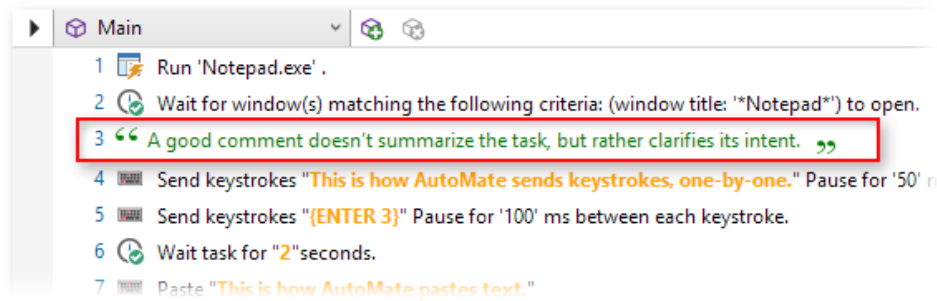 Main
1 Run 'Notepad.exe' .
2 Wait for window(s) matching the following criteria: (window title: '*Notepad*') to open.
3 “ A good comment doesn't summarize the task, but rather clarifies its intent. ”
4 Send keystrokes "This is how AutoMate sends keystrokes, one-by-one." Pause for '50'
5 Send keystrokes "{ENTER 3}" Pause for '100' ms between each keystroke.
6 Wait task for "2"seconds.
7 Paste "This is how AutoMate pastes text."